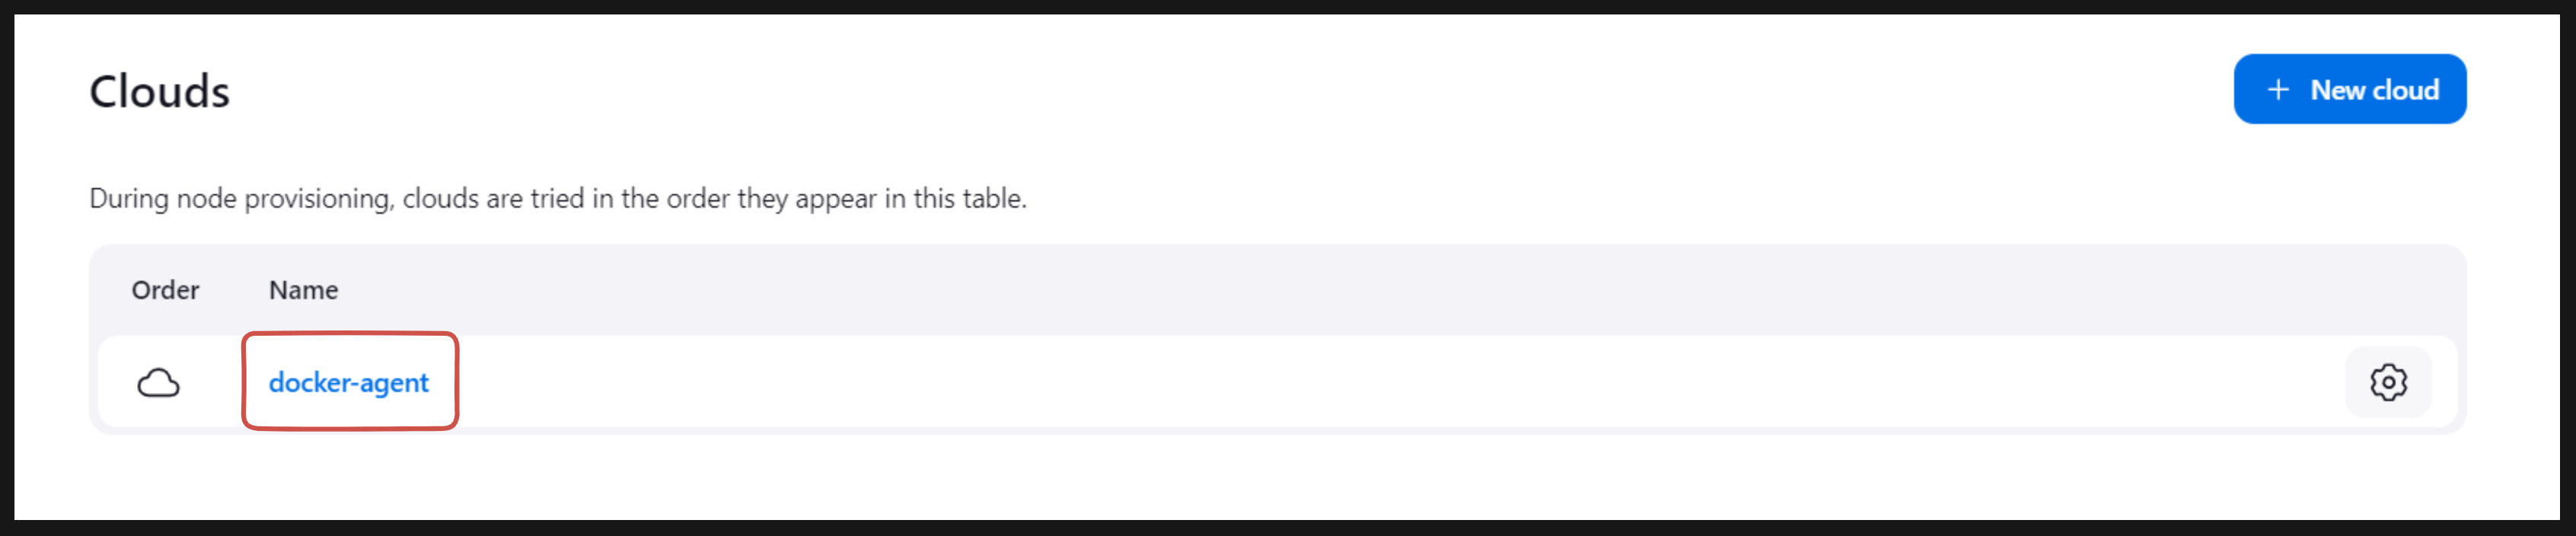 Clouds
+ New cloud
During node provisioning, clouds are tried in the order they appear in this table.
Order Name
docker-agent